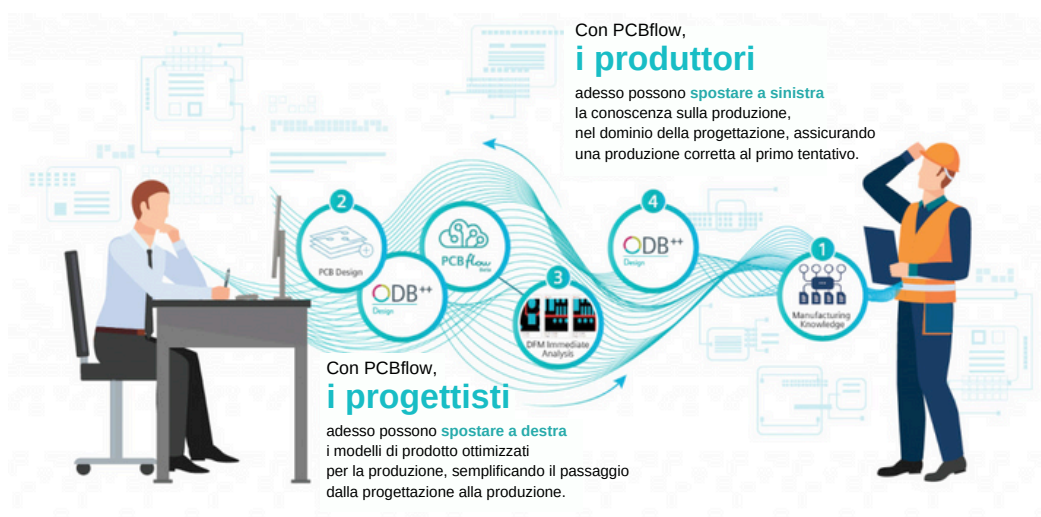 Con PCBflow,
i produttori
adesso possono spostare a sinistra
la conoscenza sulla produzione,
nel dominio della progettazione, assicurando
una produzione corretta al primo tentativo.
2
PCB Design
ODB++
Design
PCBflow
beta
3
DFM Immediate
Analysis
4
ODB++
Design
1
Manufacturing
Knowledge
Con PCBflow,
i progettisti
adesso possono spostare a destra
i modelli di prodotto ottimizzati
per la produzione, semplificando il passaggio
dalla progettazione alla produzione.